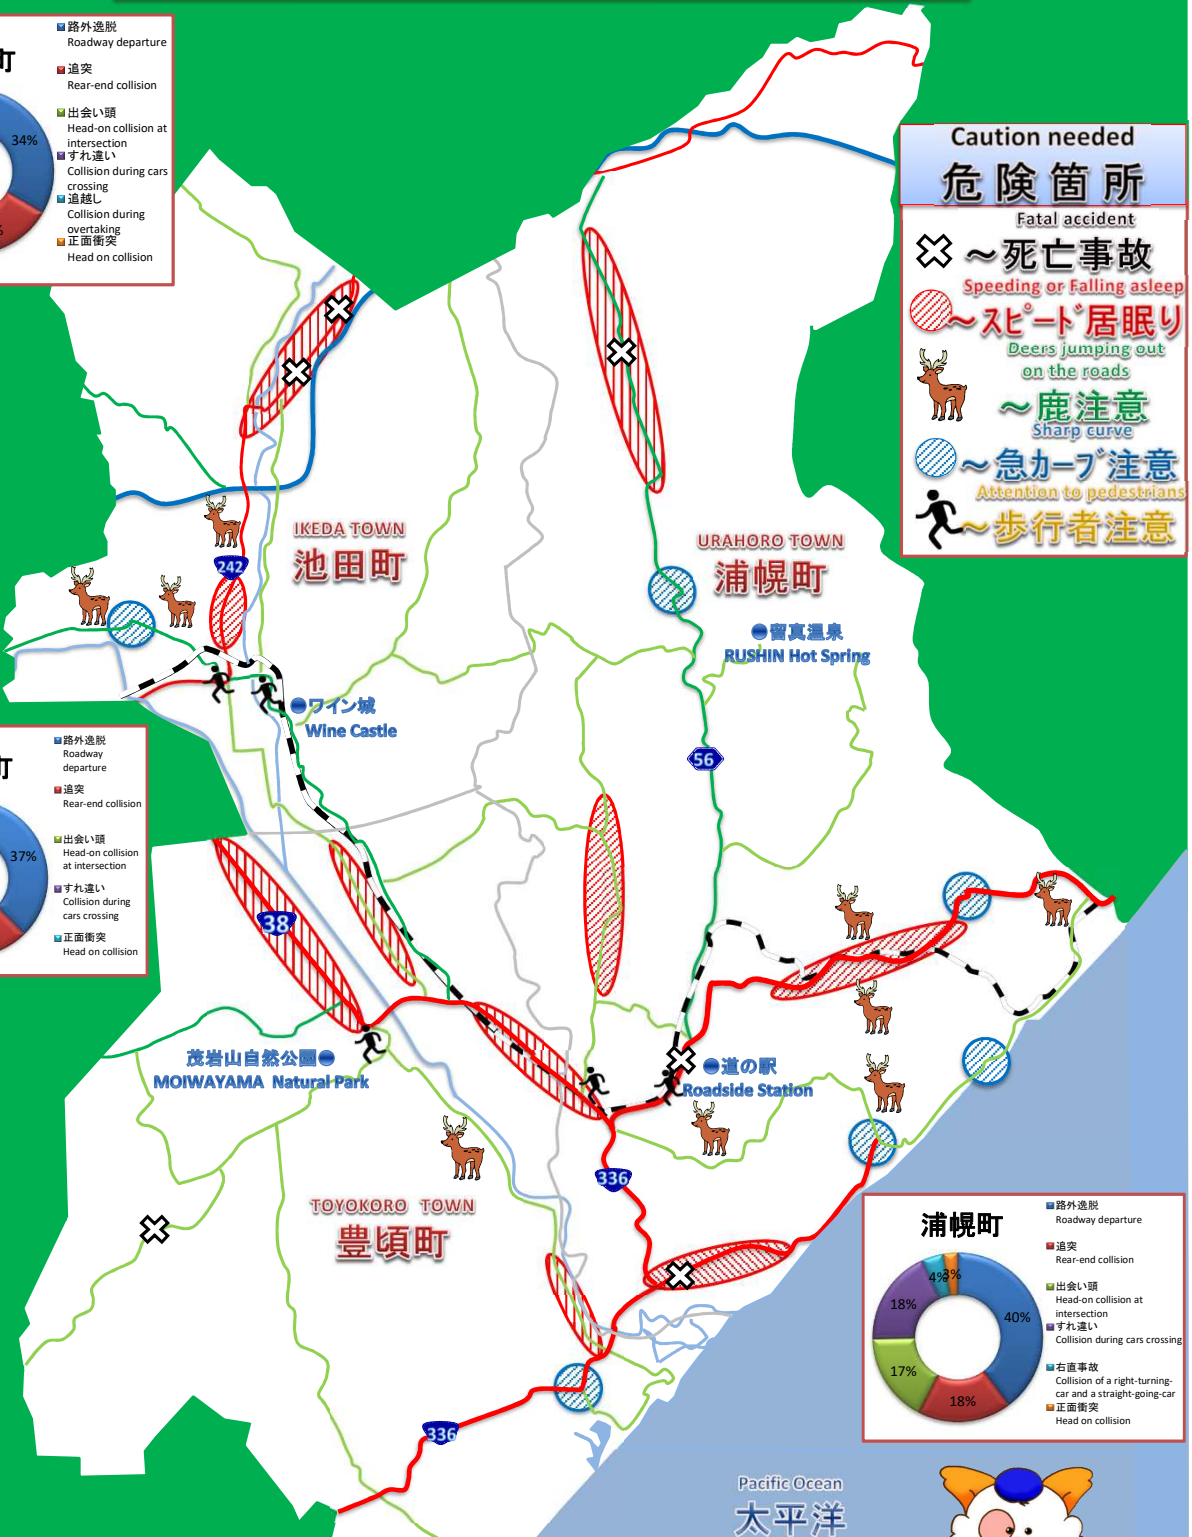 町
路外逸脱
Roadway departure
追突
Rear-end collision
出会い頭
Head-on collision at
intersection
すれ違い
Collision during cars
crossing
追越し
Collision during
overtaking
正面衝突
Head on collision
34%
%
Caution needed
危険箇所
Fatal accident
～死亡事故
Speeding or Falling asleep
～スピード居眠り
Deers jumping out
on the roads
～鹿注意
Sharp curve
～急カーブ注意
Attention to pedestrians
～歩行者注意
IKEDA TOWN
池田町
242
URAHORO TOWN
浦幌町
留真温泉
RUSHIN Hot Spring
ワイン城
Wine Castle
56
町
路外逸脱
Roadway
departure
追突
Rear-end collision
出会い頭
Head-on collision
at intersection
すれ違い
Collision during
cars crossing
正面衝突
Head on collision
37%
38
茂岩山自然公園
MOIWAYAMA Natural Park
道の駅
Roadside Station
336
TOYOKORO TOWN
豊頃町
336
浦幌町
路外逸脱
Roadway departure
追突
Rear-end collision
出会い頭
Head-on collision at
intersection
すれ違い
Collision during cars crossing
右直事故
Collision of a right-turning-
car and a straight-going-car
正面衝突
Head on collision
4%
3%
18%
40%
17%
18%
Pacific Ocean
太平洋